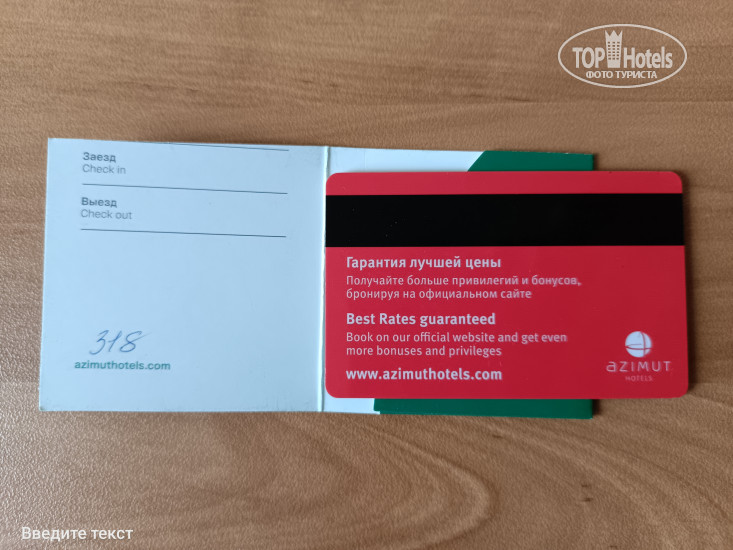 TOP Hotels
ФОТО ТУРИСТА
Заезд
Check in
Выезд
Check out
318
azimuthotels.com
Гарантия лучшей цены
Получайте больше привилегий и бонусов,
бронируя на официальном сайте
Best Rates guaranteed
Book on our official website and get even
more bonuses and privileges
www.azimuthotels.com
AZIMUT
HOTELS
Введите текст